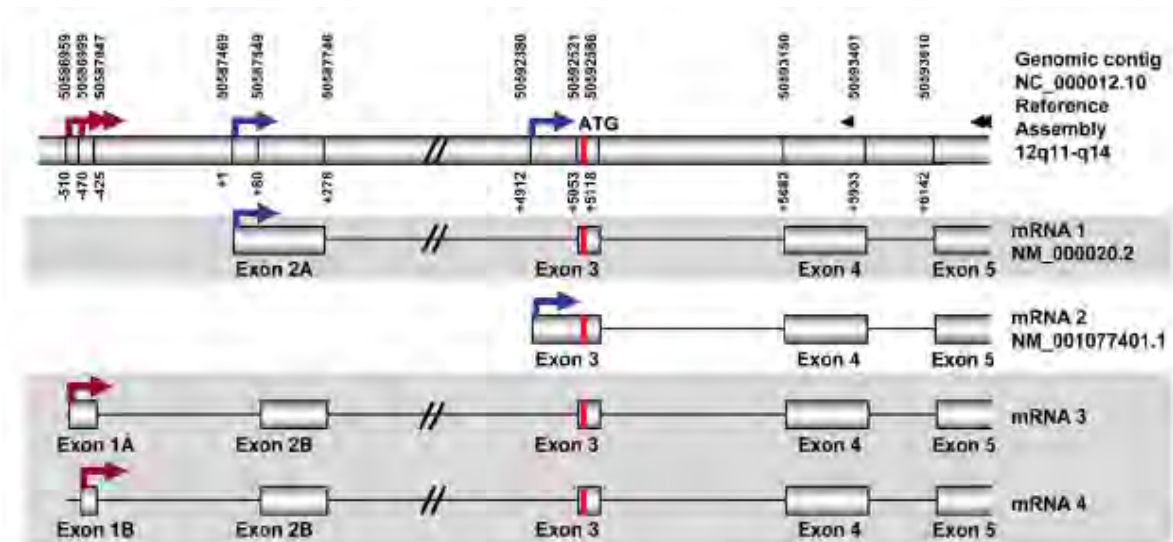 50586959
50586999
50587469
50587549
50587746
50592380
50592521
50592586
50593150
50593401
50593610
Genomic contig
NC_000012.10
Reference
Assembly
12q11-q14
ATG
-510
-470
-425
+1
+80
+278
+4912
+5053
+5118
+5683
+5933
+6142
mRNA 1
NM_000020.2
Exon 2A
Exon 3
Exon 4
Exon 5
mRNA 2
NM_001077401.1
Exon 3
Exon 4
Exon 5
mRNA 3
Exon 1A
Exon 2B
Exon 3
Exon 4
Exon 5
mRNA 4
Exon 1B
Exon 2B
Exon 3
Exon 4
Exon 5